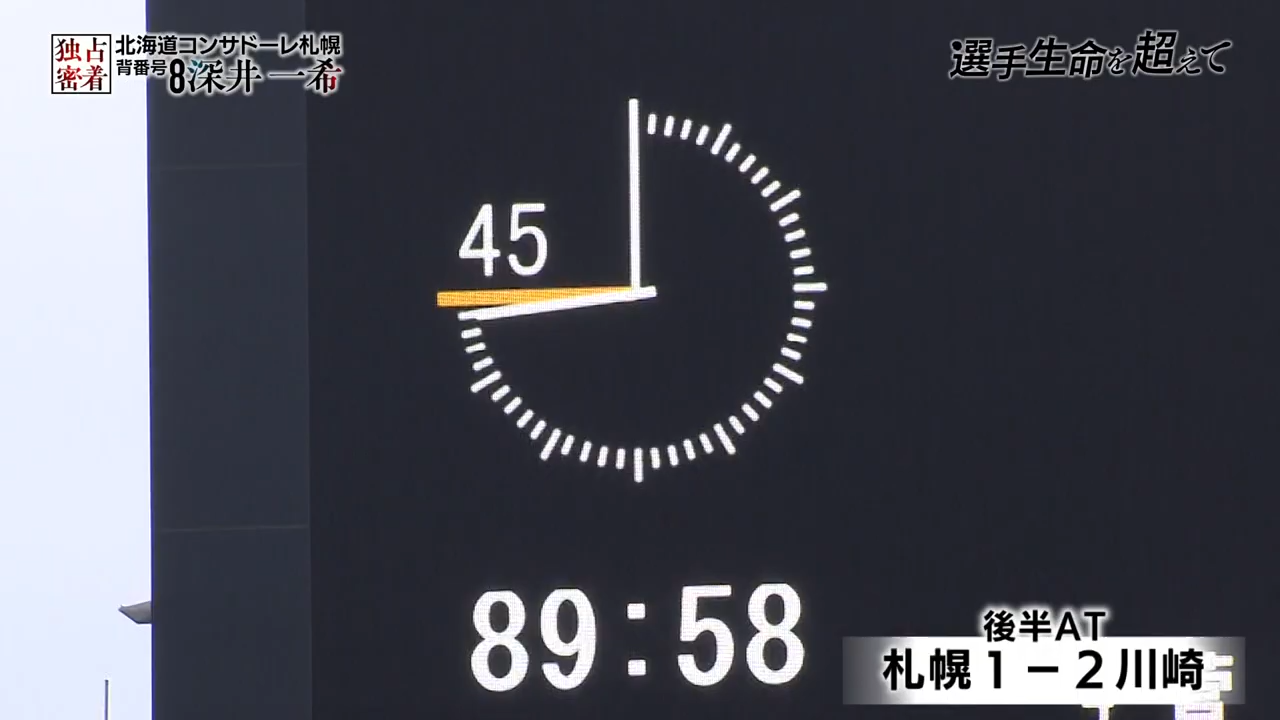 独占
密着
北海道コンサドーレ札幌
背番号8深井一希
選手生命を超えて
45
89:58
後半AT
札幌1-2川崎